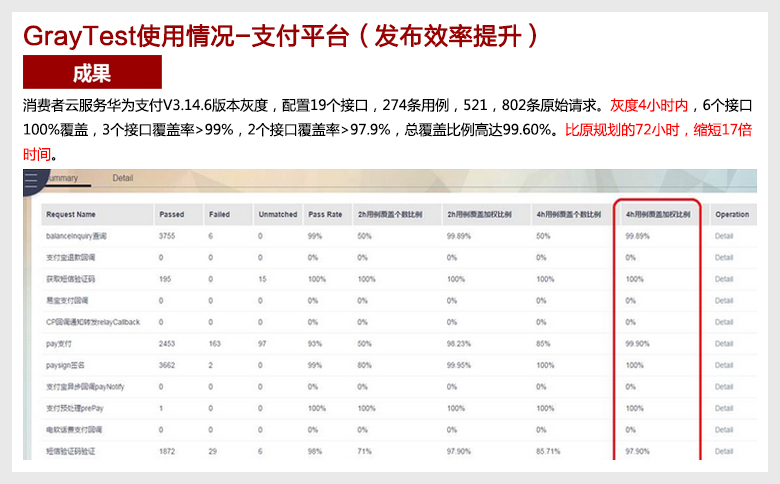 GrayTest使用情况–支付平台（发布效率提升）
成果
消费者云服务华为支付V3.14.6版本灰度，配置19个接口，274条用例，521，802条原始请求。灰度4小时内，6个接口
100%覆盖，3个接口覆盖率>99%，2个接口覆盖率>97.9%，总覆盖比例高达99.60%。比原规划的72小时，缩短17倍
时间。
ummary Detail
Request Name Passed Failed Unmatched Pass Rate 2h用例覆盖个数比例 2h用例覆盖加权比例 4h用例覆盖个数比例 4h用例覆盖加权比例 Operation
balanceInquiry查询 3755 6 0 99% 50% 99.89% 50% 99.89% Detail
支付宝退款回调 0 0 0 0% 0% 0% 0% 0% Detail
获取短信验证码 195 0 15 100% 100% 100% 100% 100% Detail
易宝支付回调 0 0 0 0% 0% 0% 0% 0% Detail
CP回调通知转发relayCallback 0 0 0 0% 0% 0% 0% 0% Detail
pay支付 2453 163 97 93% 50% 98.23% 85% 99.90% Detail
paysign签名 3662 2 0 99% 80% 99.95% 100% 100% Detail
支付宝异步回调payNotify 0 0 0 0% 0% 0% 0% 0% Detail
支付预处理prePay 1 0 0 100% 100% 100% 100% 100% Detail
电软话费支付回调 0 0 0 0% 0% 0% 0% 0% Detail
短信验证码验证 1872 29 6 98% 71% 97.90% 85.71% 97.90% Detail